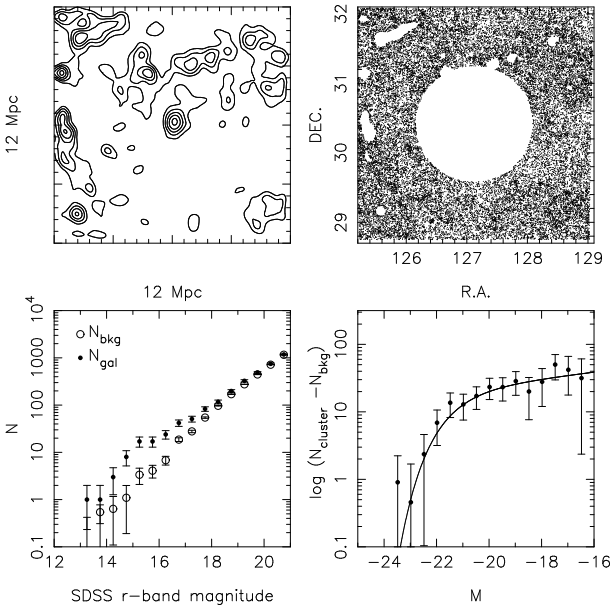 12 Mpc
12 Mpc
DEC.
32
31
30
29
126 127 128 129
R.A.
N
10⁴
1000
100
10
1
0.1
N_bkg
N_gal
12 14 16 18 20
SDSS r-band magnitude
log (N_cluster -N_bkg)
100
10
1
0.1
-24 -22 -20 -18 -16
M